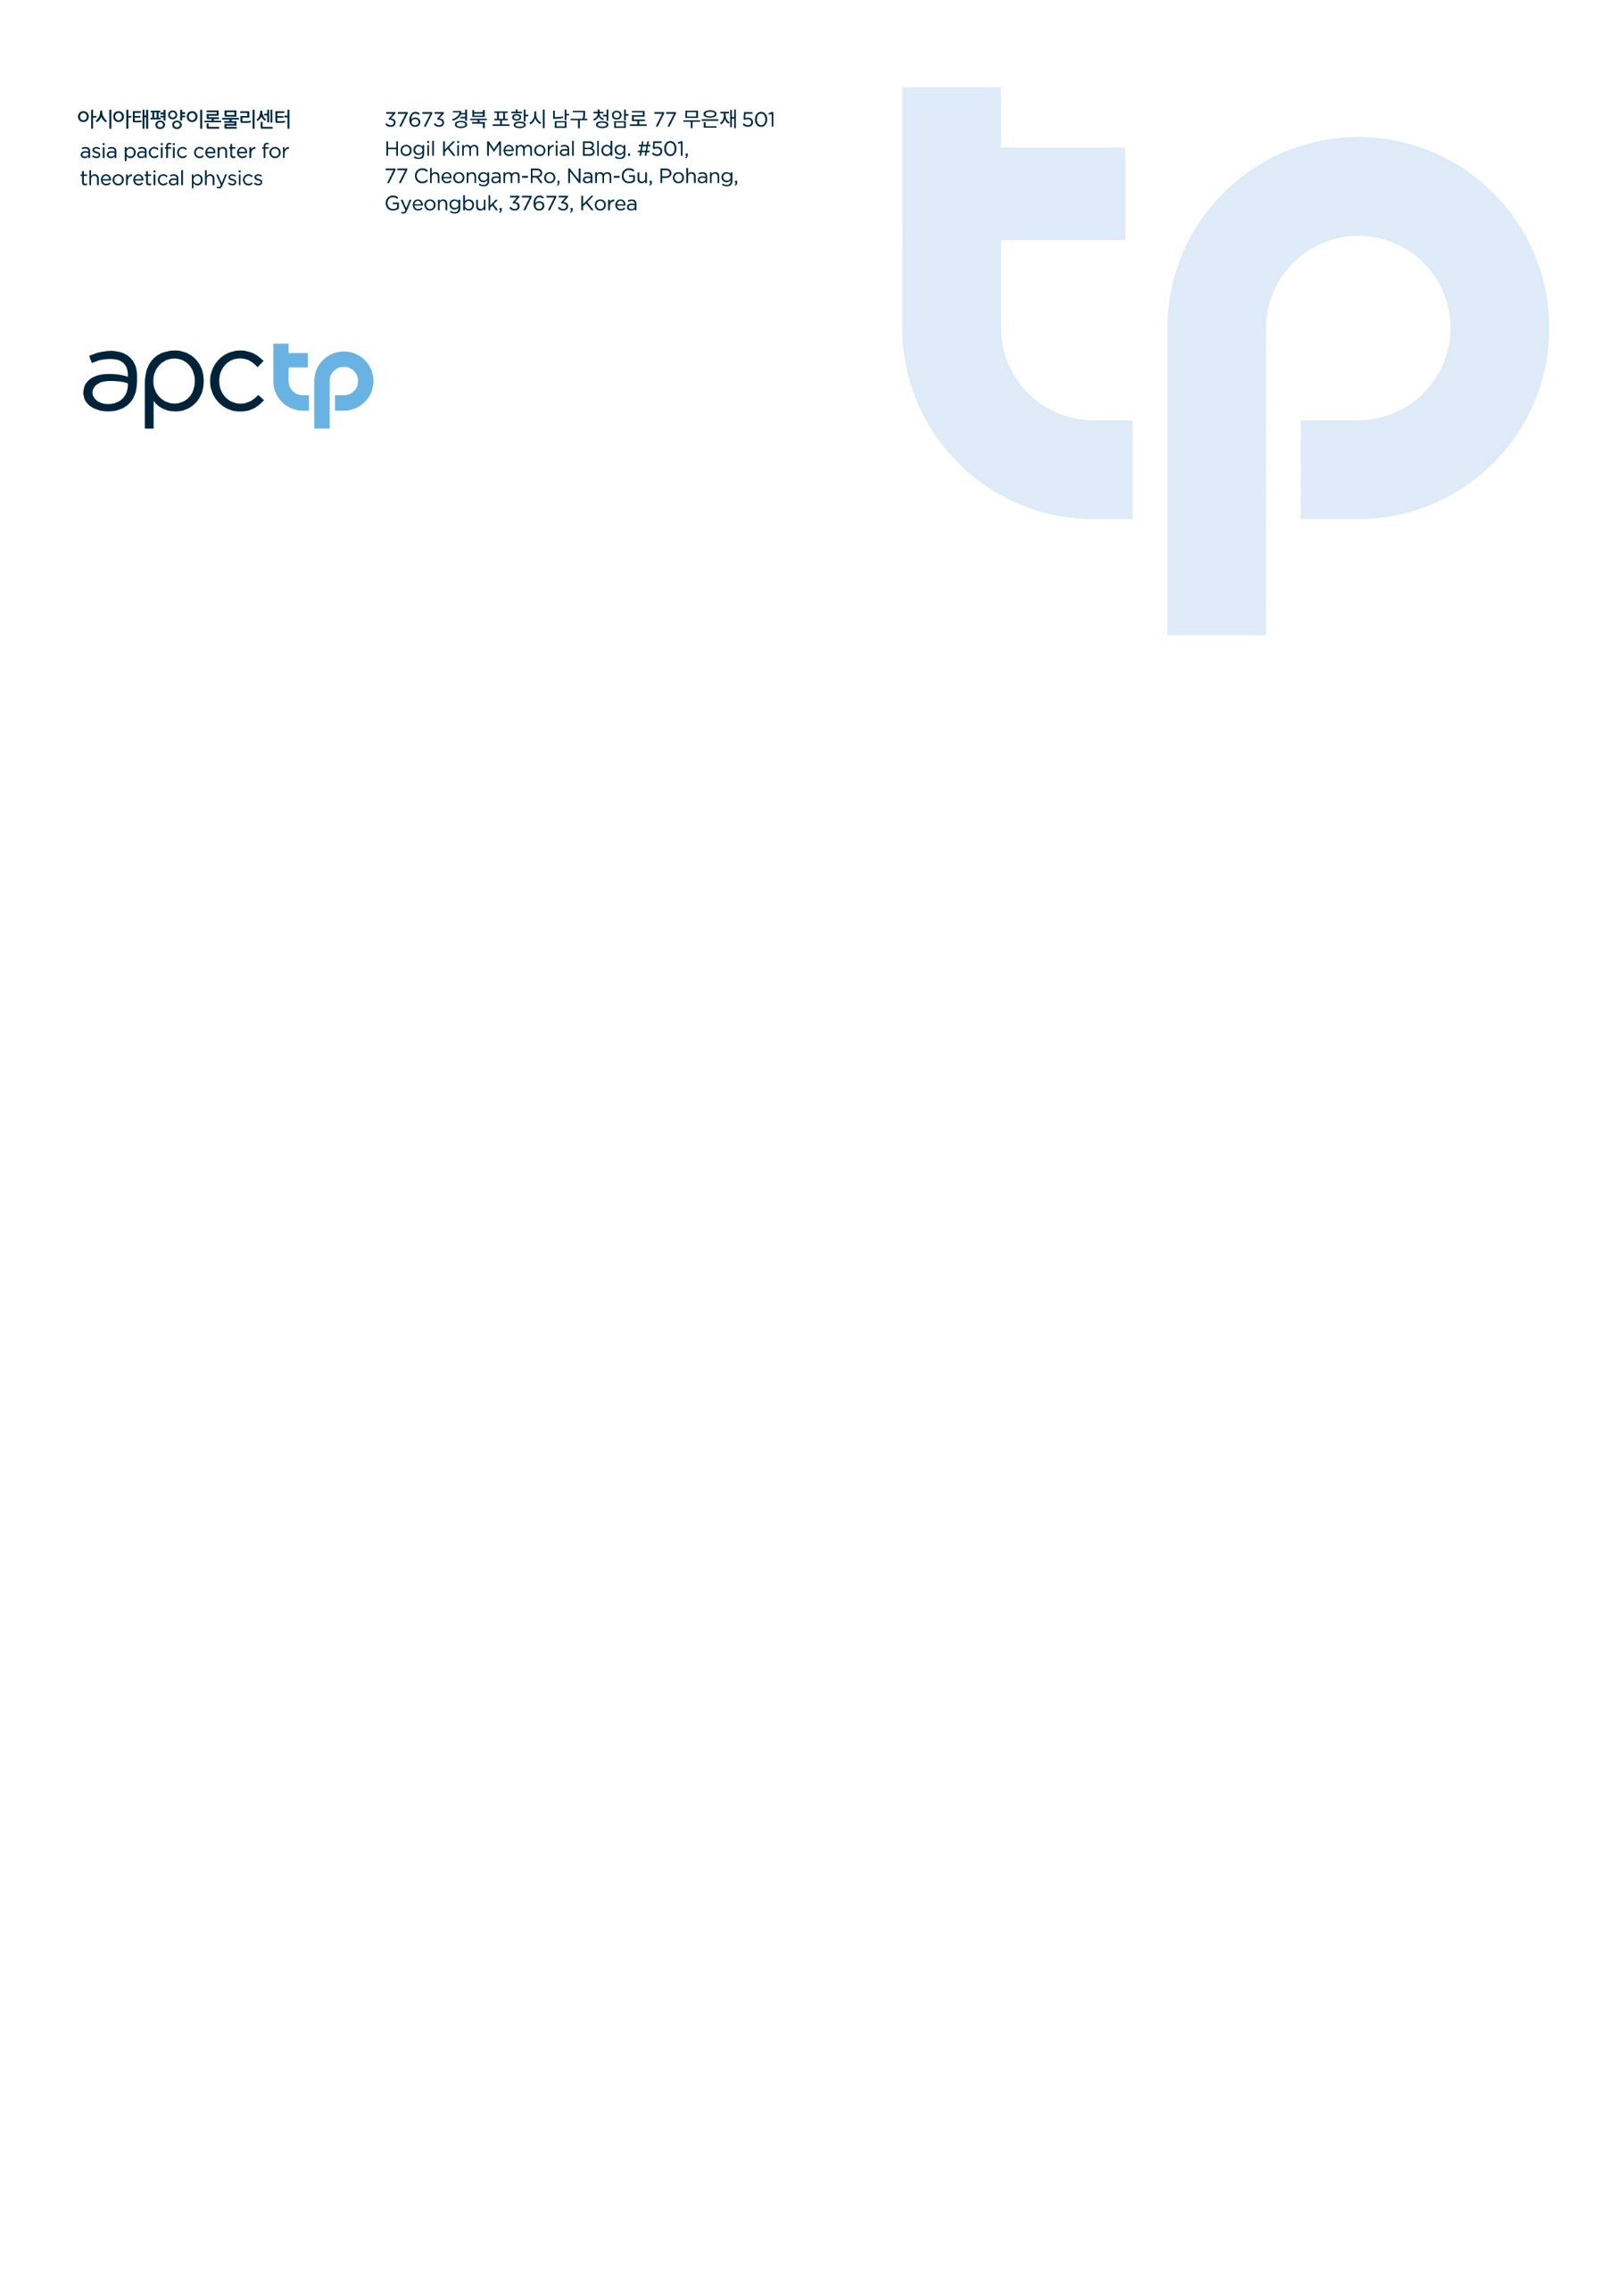 아시아태평양이론물리센터
asia pacific center for
theoretical physics
37673 경북 포항시 남구 청암로 77 무은재 501
Hogil Kim Memorial Bldg. #501,
77 Cheongam-Ro, Nam-Gu, Pohang,
Gyeongbuk, 37673, Korea
apctp
tp